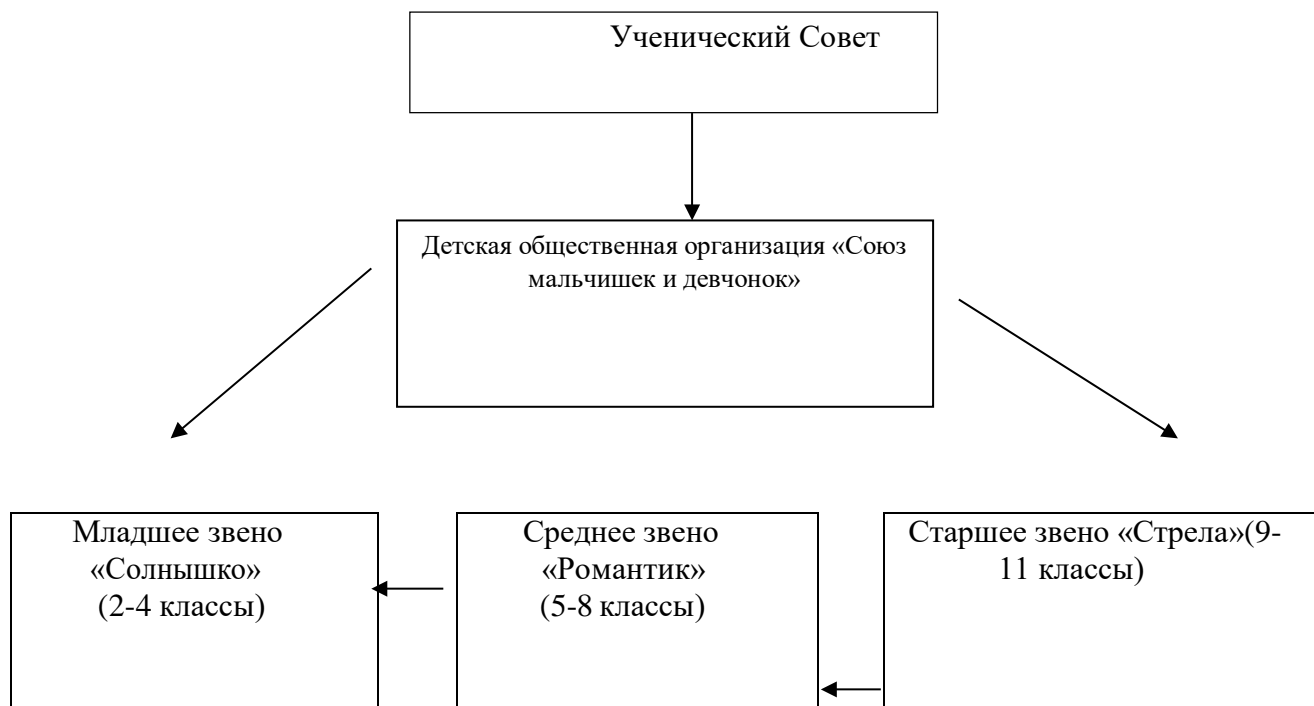 Ученический Совет
Детская общественная организация «Союз
мальчишек и девчонок»
Младшее звено
«Солнышко»
(2-4 классы)
Среднее звено
«Романтик»
(5-8 классы)
Старшее звено «Стрела»(9-
11 классы)